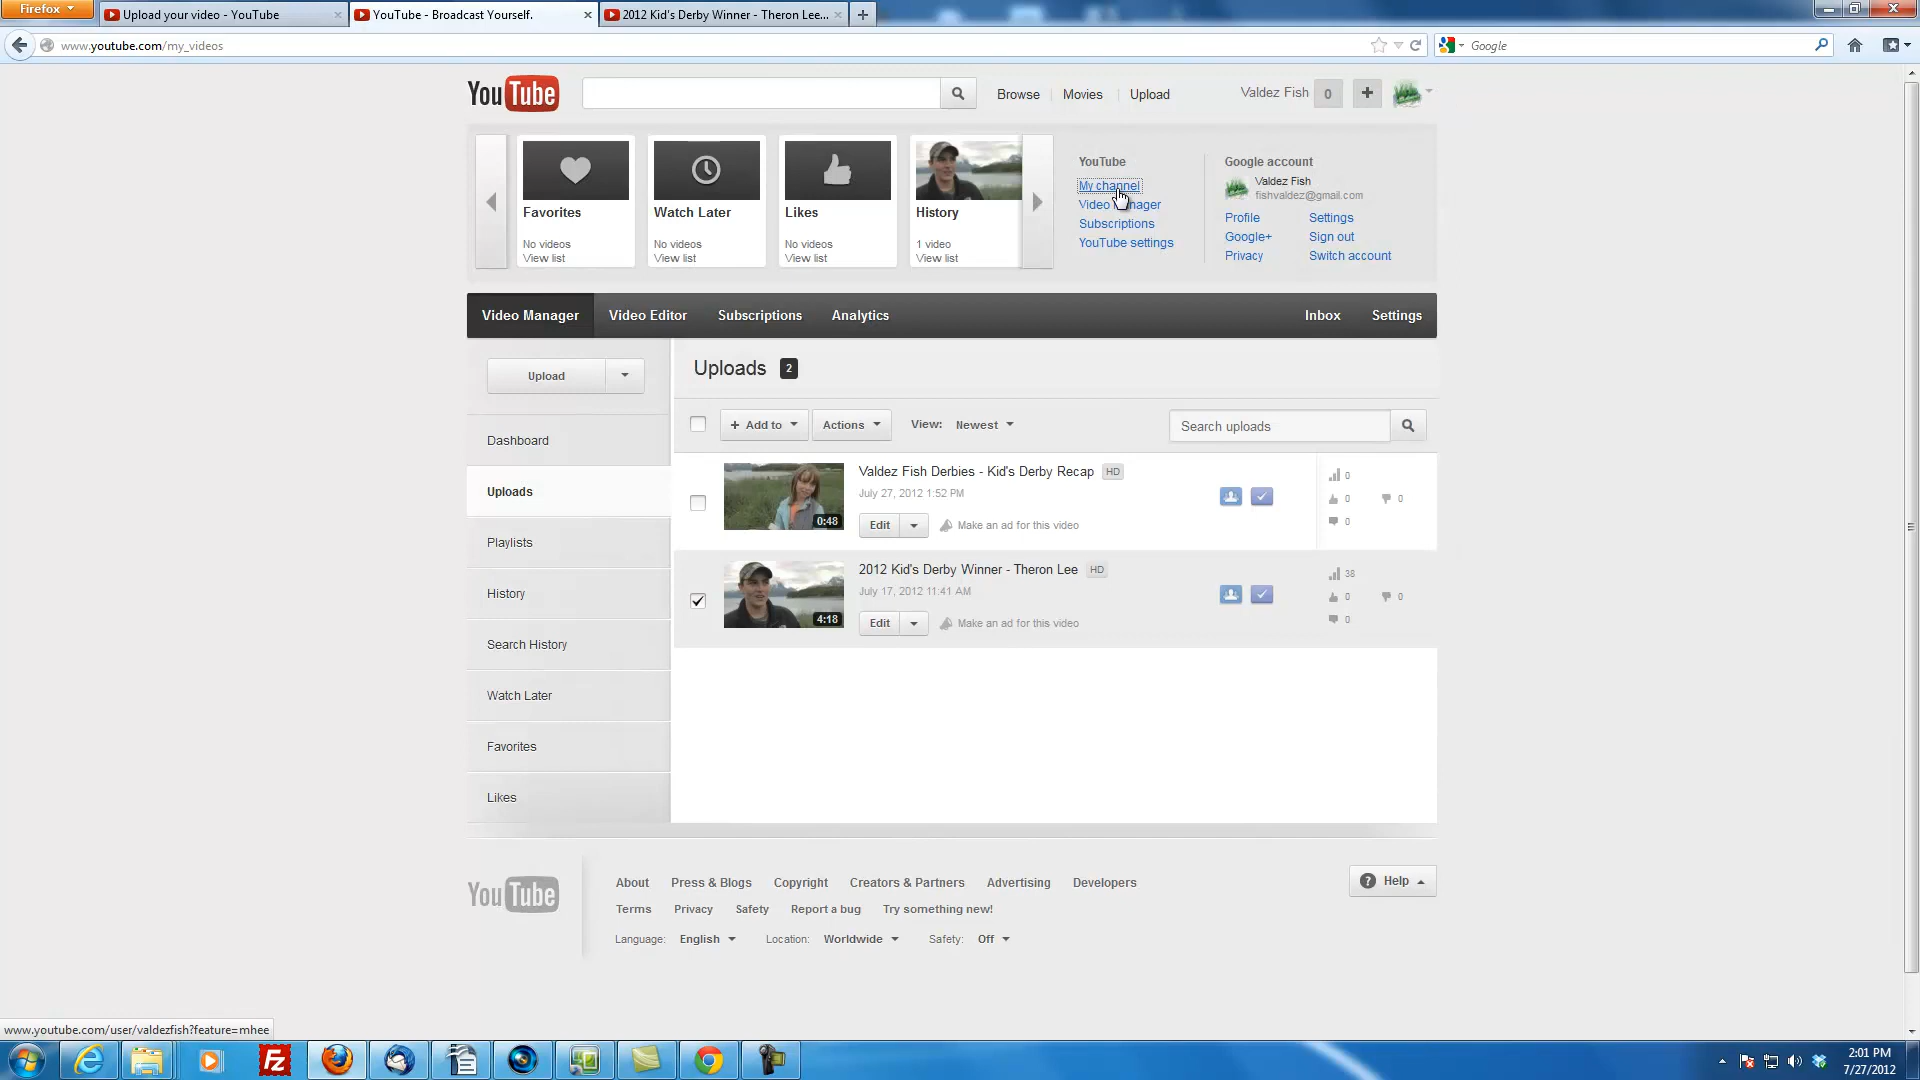 Firefox
Upload your video - YouTube
YouTube - Broadcast Yourself.
2012 Kid's Derby Winner - Theron Lee...
www.youtube.com/my_videos
Google
YouTube
Browse
Movies
Upload
Valdez Fish
0
Favorites
No videos
View list
Watch Later
No videos
View list
Likes
No videos
View list
History
1 video
View list
YouTube
My channel
Video Manager
Subscriptions
YouTube settings
Google account
Valdez Fish
fishvaldez@gmail.com
Profile
Settings
Google+
Sign out
Privacy
Switch account
Video Manager
Video Editor
Subscriptions
Analytics
Inbox
Settings
Upload
Dashboard
Uploads
Playlists
History
Search History
Watch Later
Favorites
Likes
Uploads 2
+ Add to
Actions
View: Newest
Search uploads
0:48
Valdez Fish Derbies - Kid's Derby Recap HD
July 27, 2012 1:52 PM
Edit
Make an ad for this video
0
0 0
0
4:18
2012 Kid's Derby Winner - Theron Lee HD
July 17, 2012 11:41 AM
Edit
Make an ad for this video
38
0 0
0
YouTube
About
Press & Blogs
Copyright
Creators & Partners
Advertising
Developers
Terms
Privacy
Safety
Report a bug
Try something new!
Language: English
Location: Worldwide
Safety: Off
Help
www.youtube.com/user/valdezfish?feature=mhee
Fz
2:01 PM
7/27/2012